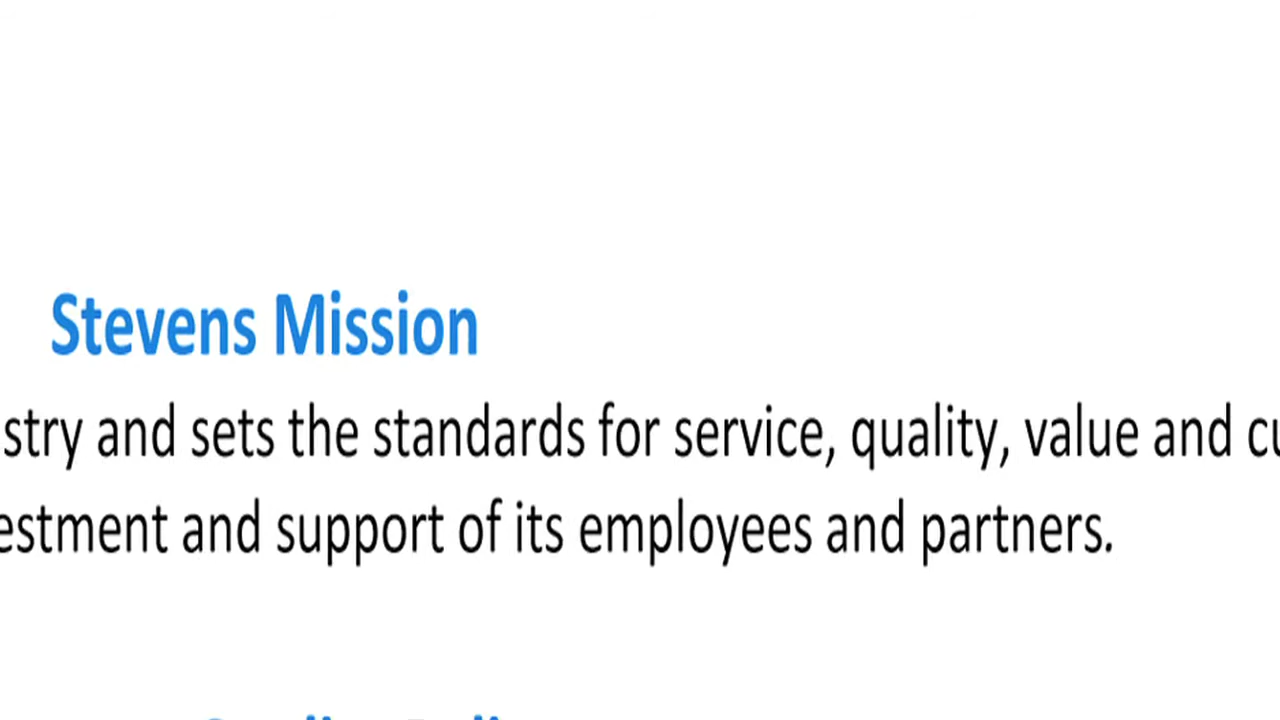 Stevens Mission
stry and sets the standards for service, quality, value and cu
estment and support of its employees and partners.